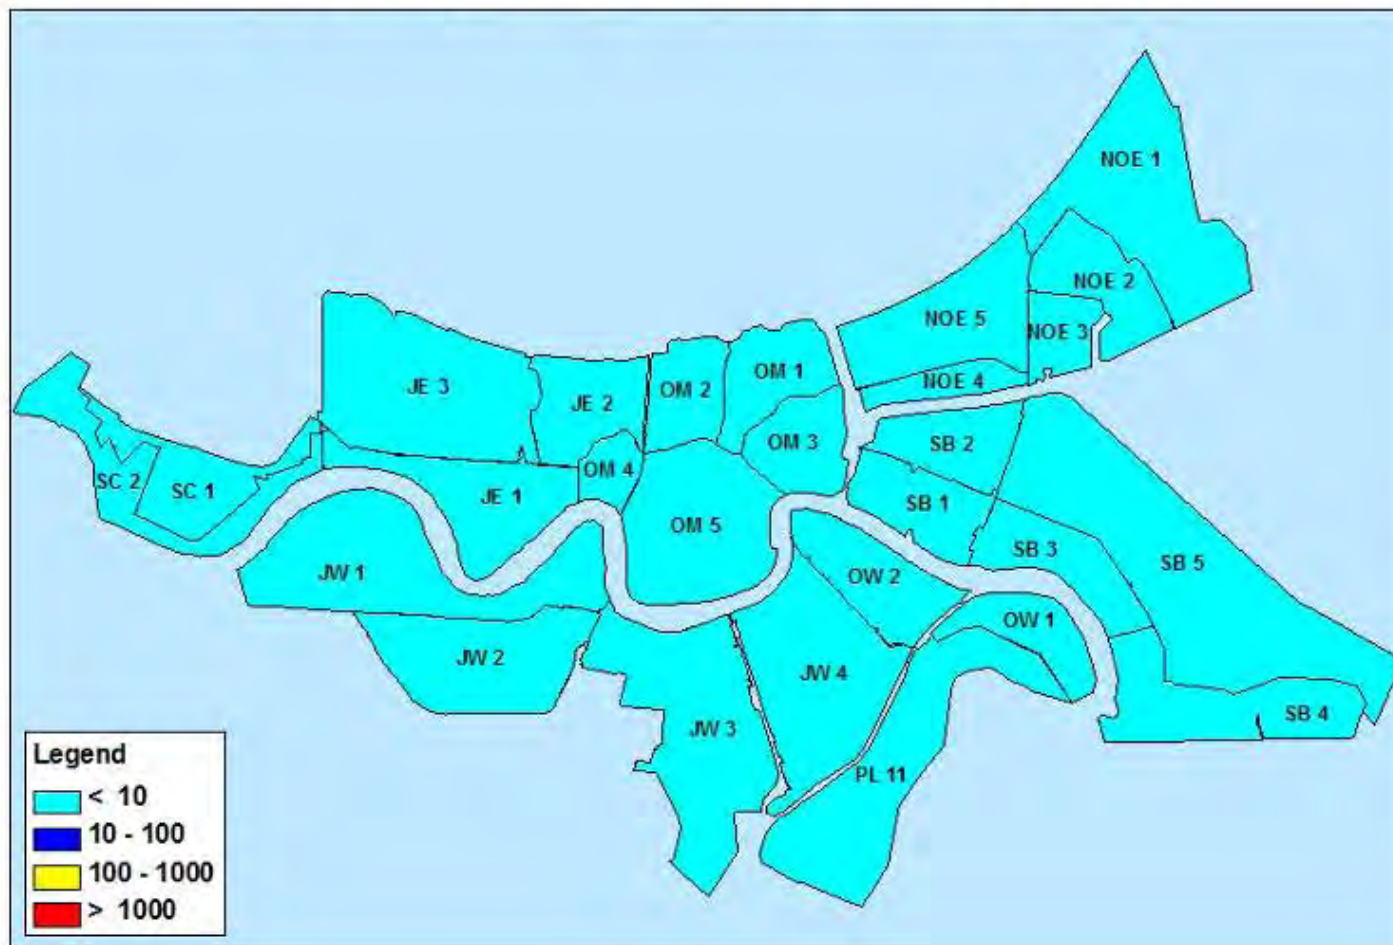 NOE 1
NOE 2
NOE 5
NOE 3
NOE 4
OM 1
OM 2
JE 3
JE 2
OM 3
SB 2
OM 4
SC 2
SC 1
JE 1
SB 1
OM 5
SB 3
SB 5
JW 1
OW 2
OW 1
JW 2
JW 4
SB 4
JW 3
PL 11
Legend
< 10
10 - 100
100 - 1000
> 1000